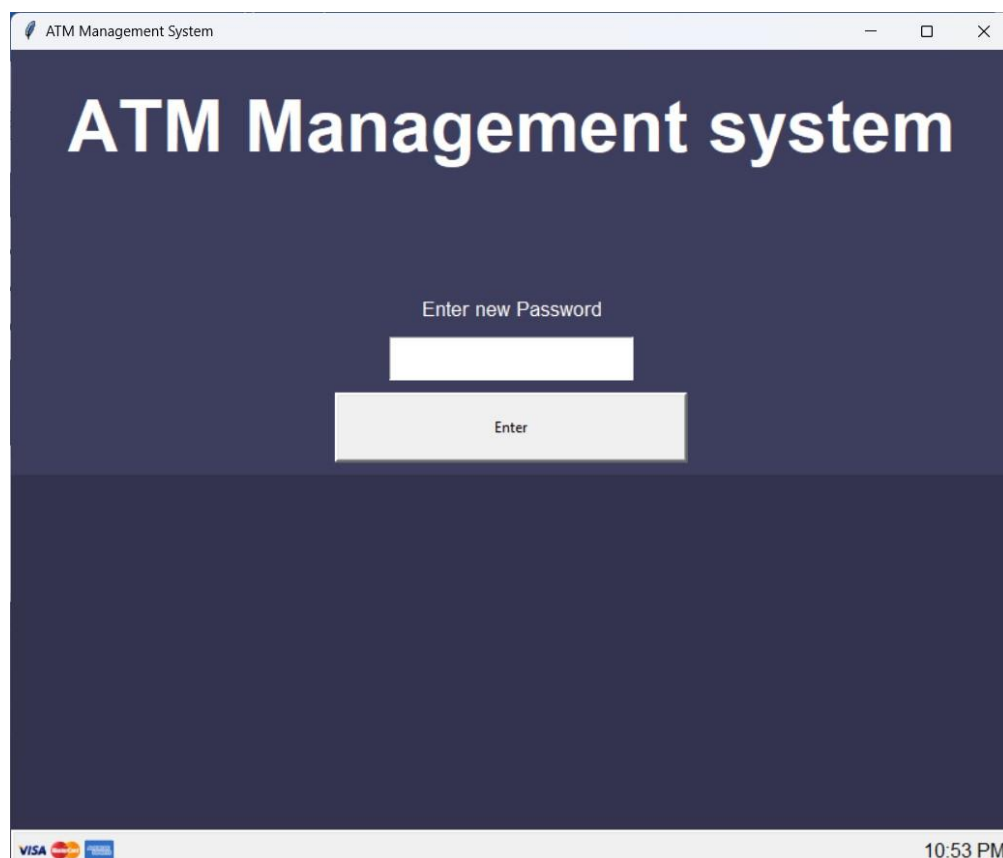 ATM Management System
ATM Management system
Enter new Password
Enter
VISA
10:53 PM